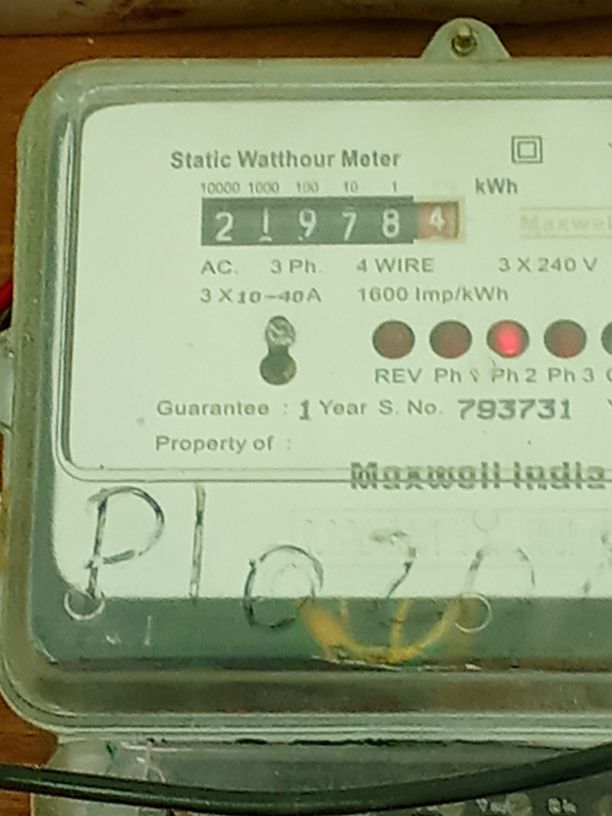 Static Watthour Meter
10000 1000 100 10 1 kWh
2 1 9 7 8 4
Maxwel
AC. 3 Ph. 4 WIRE 3 X 240 V
3 X 10-40A 1600 Imp/kWh
REV Ph Y Ph 2 Ph 3
Guarantee : 1 Year S. No. 793731
Property of :
Maxwell India